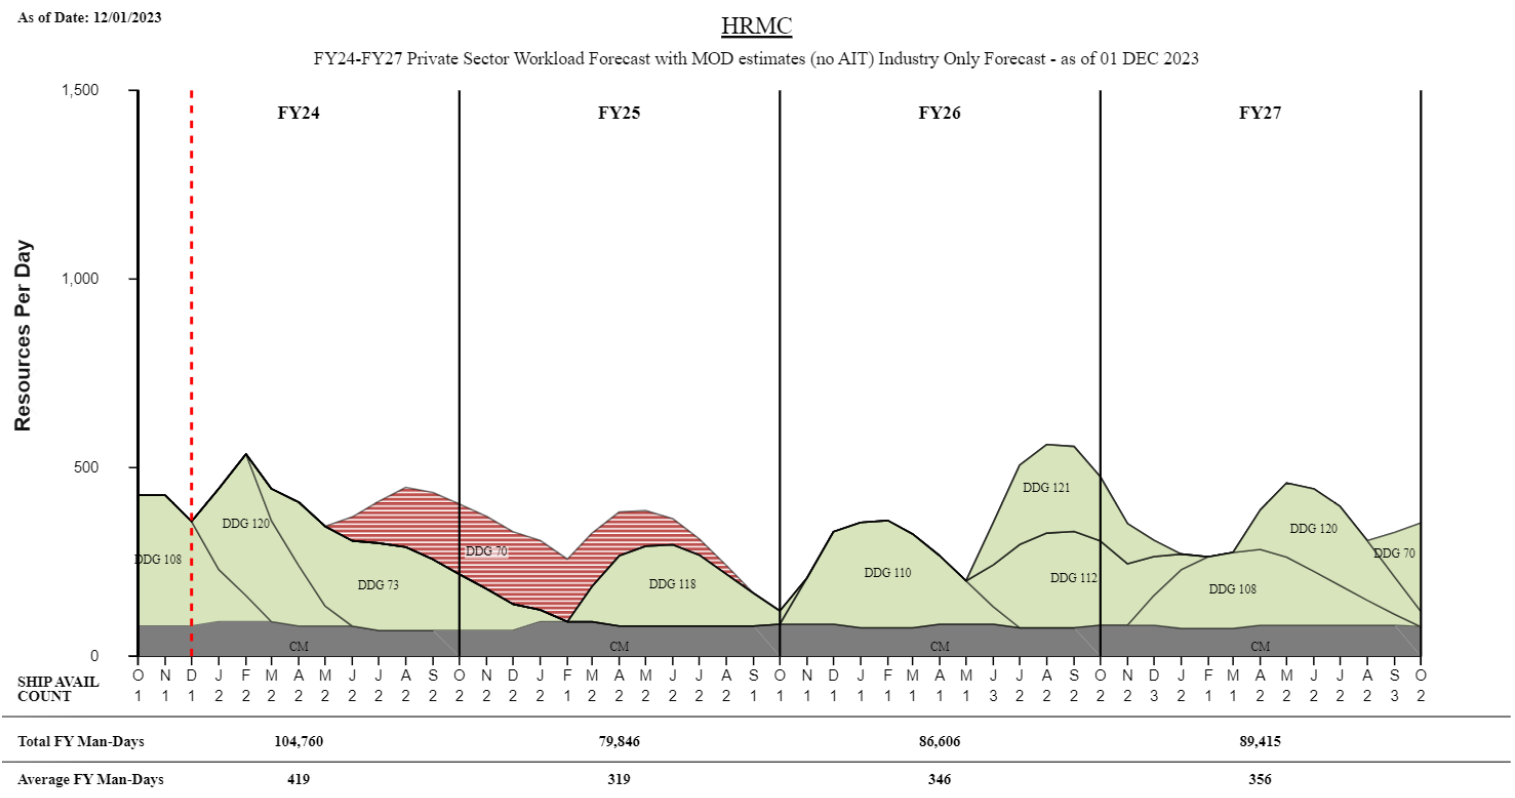 As of Date: 12/01/2023
HRMC
FY24-FY27 Private Sector Workload Forecast with MOD estimates (no AIT) Industry Only Forecast - as of 01 DEC 2023
1,500
FY24 FY25 FY26 FY27
1,000
Resources Per Day
500
DDG 121
DDG 120 DDG 120
DDG 108 DDG 70 DDG 70
DDG 73 DDG 118 DDG 110 DDG 112 DDG 108
CM CM CM CM
0
O N D J F M A M J J A S O N D J F M A M J J A S O N D J F M A M J J A S O N D J F M A M J J A S O
SHIP AVAIL
COUNT
1 1 1 2 2 2 2 2 2 2 2 2 2 2 2 2 1 2 2 2 2 2 2 1 1 1 1 1 1 1 1 1 3 2 2 2 2 2 3 2 1 1 2 2 2 2 2 3 2
Total FY Man-Days 104,760 79,846 86,606 89,415
Average FY Man-Days 419 319 346 356